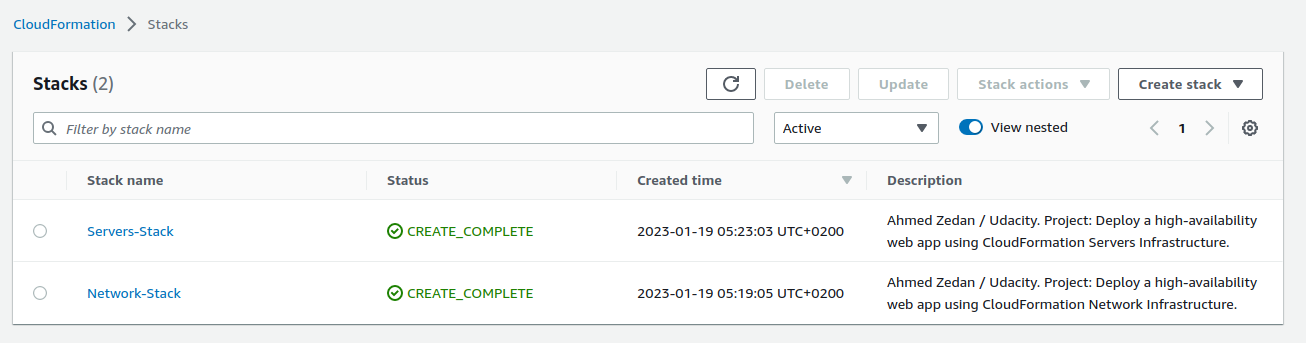 CloudFormation > Stacks
Stacks (2)
Delete
Update
Stack actions
Create stack
Filter by stack name
Active
View nested
1
Stack name
Status
Created time
Description
Servers-Stack
CREATE_COMPLETE
2023-01-19 05:23:03 UTC+0200
Ahmed Zedan / Udacity. Project: Deploy a high-availability
web app using CloudFormation Servers Infrastructure.
Network-Stack
CREATE_COMPLETE
2023-01-19 05:19:05 UTC+0200
Ahmed Zedan / Udacity. Project: Deploy a high-availability
web app using CloudFormation Network Infrastructure.